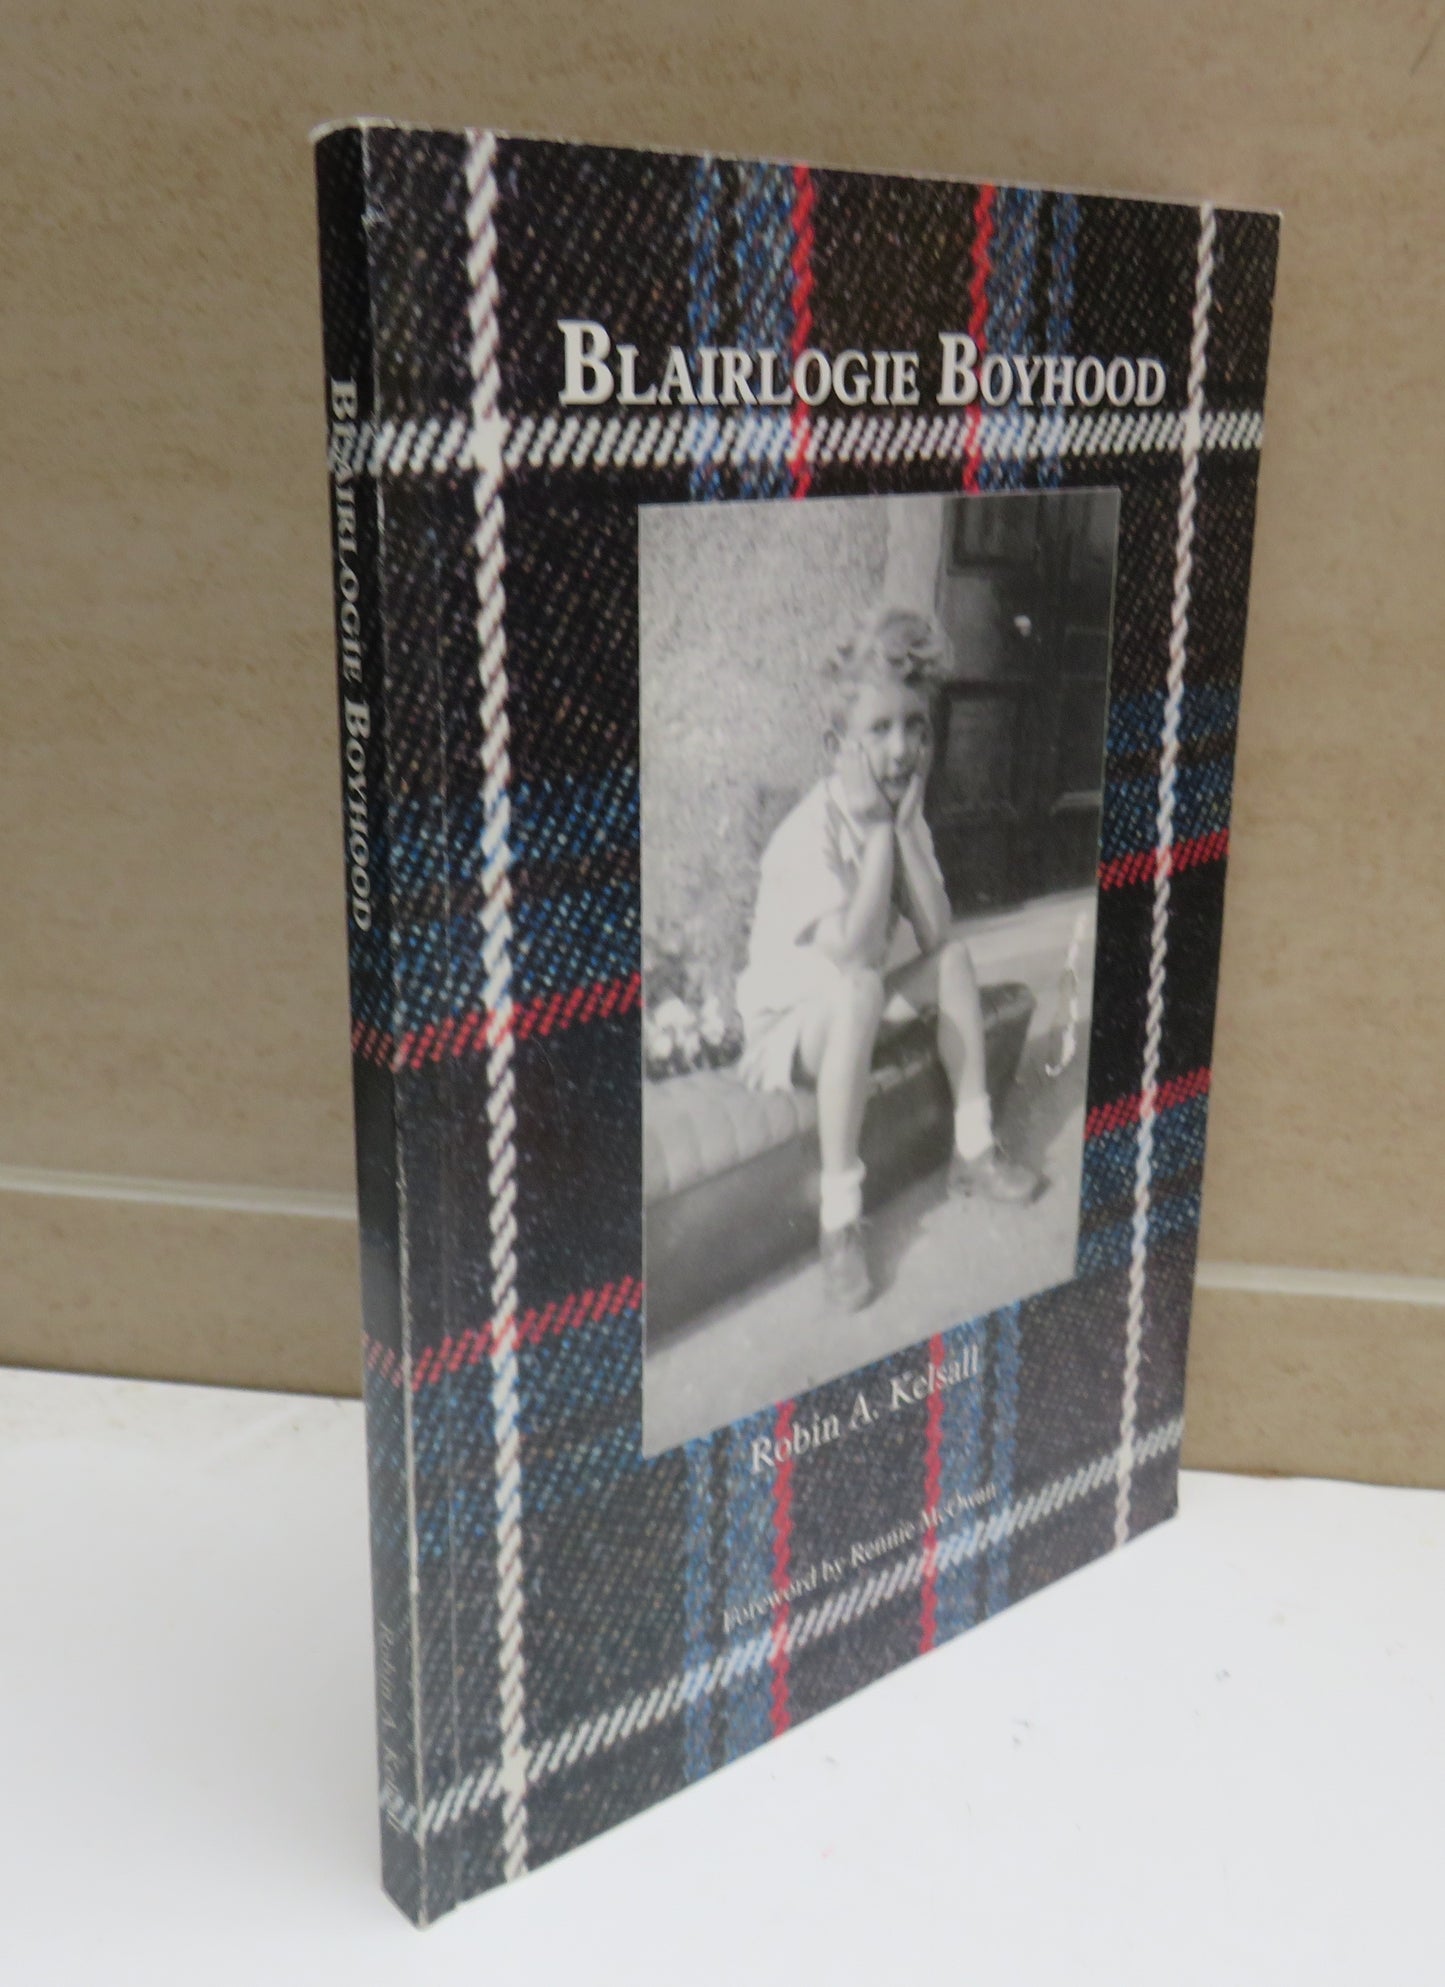 BLAIRLOGIE BOYHOOD
Robin A. Kelsall
Foreword by Rennie McOwan
BLAIRLOGIE BOYHOOD
Robin A. Kelsall